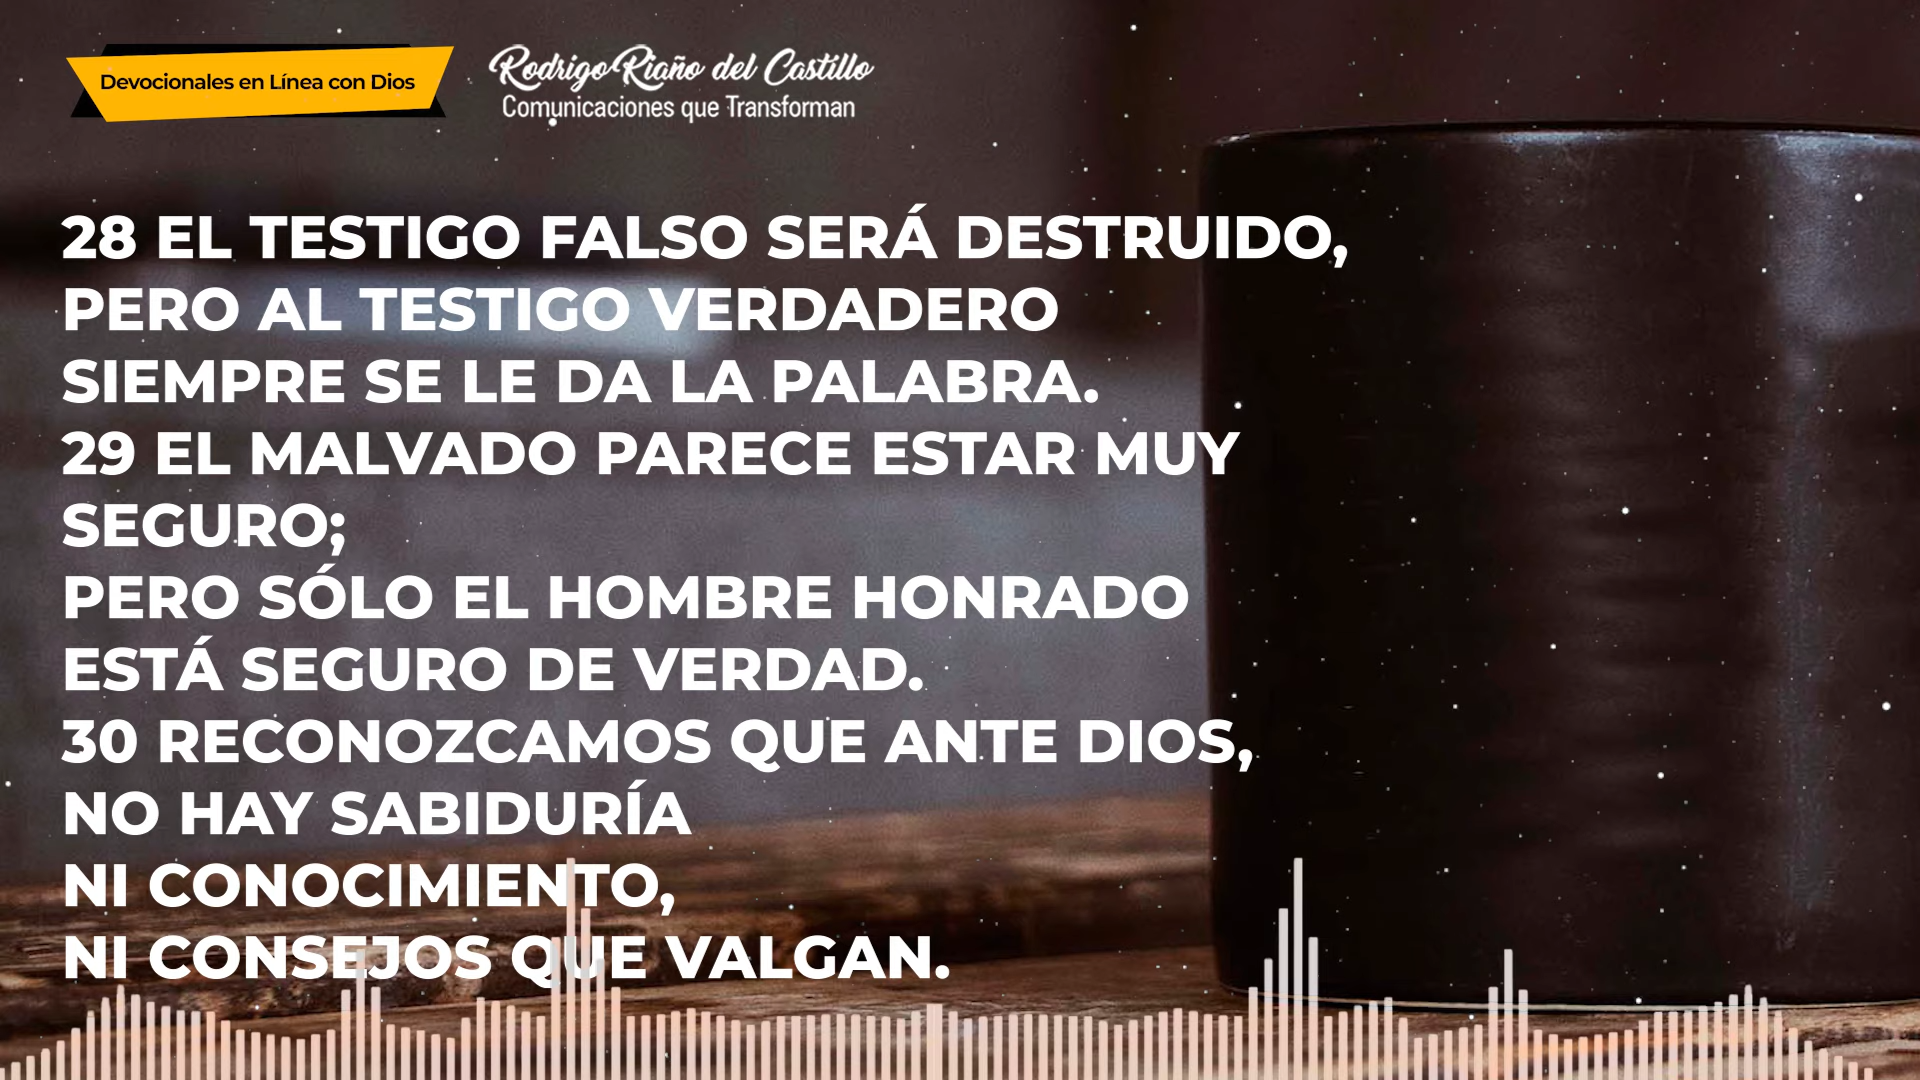 Devocionales en Línea con Dios
Rodrigo Riaño del Castillo
Comunicaciones que Transforman
28 EL TESTIGO FALSO SERÁ DESTRUIDO,
PERO AL TESTIGO VERDADERO
SIEMPRE SE LE DA LA PALABRA.
29 EL MALVADO PARECE ESTAR MUY
SEGURO;
PERO SÓLO EL HOMBRE HONRADO
ESTÁ SEGURO DE VERDAD.
30 RECONOZCAMOS QUE ANTE DIOS,
NO HAY SABIDURÍA
NI CONOCIMIENTO,
NI CONSEJOS QUE VALGAN.